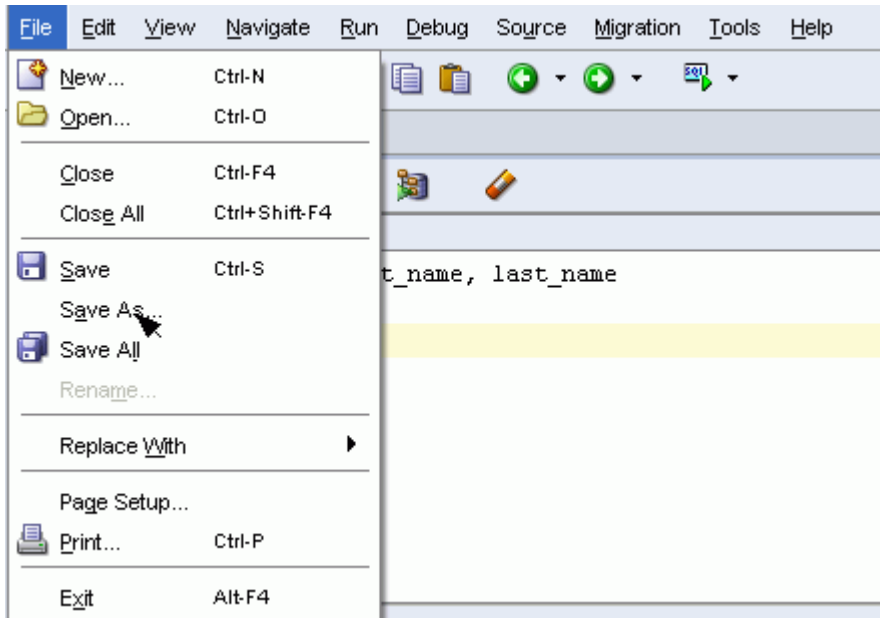 File Edit View Navigate Run Debug Source Migration Tools Help
New... Ctrl-N
Open... Ctrl-O
Close Ctrl-F4
Close All Ctrl+Shift-F4
Save Ctrl-S
t_name, last_name
Save As...
Save All
Rename...
Replace With
Page Setup...
Print... Ctrl-P
Exit Alt-F4
SQL